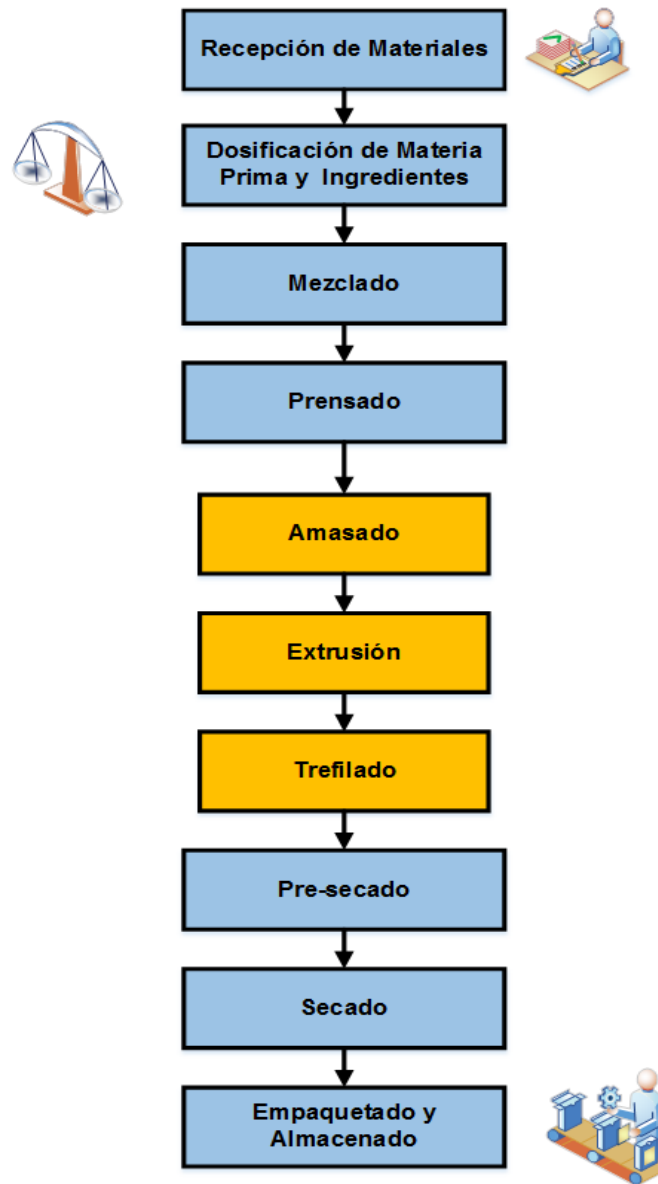 Recepción de Materiales
Dosificación de Materia
Prima y Ingredientes
Mezclado
Prensado
Amasado
Extrusión
Trefilado
Pre-secado
Secado
Empaquetado y
Almacenado